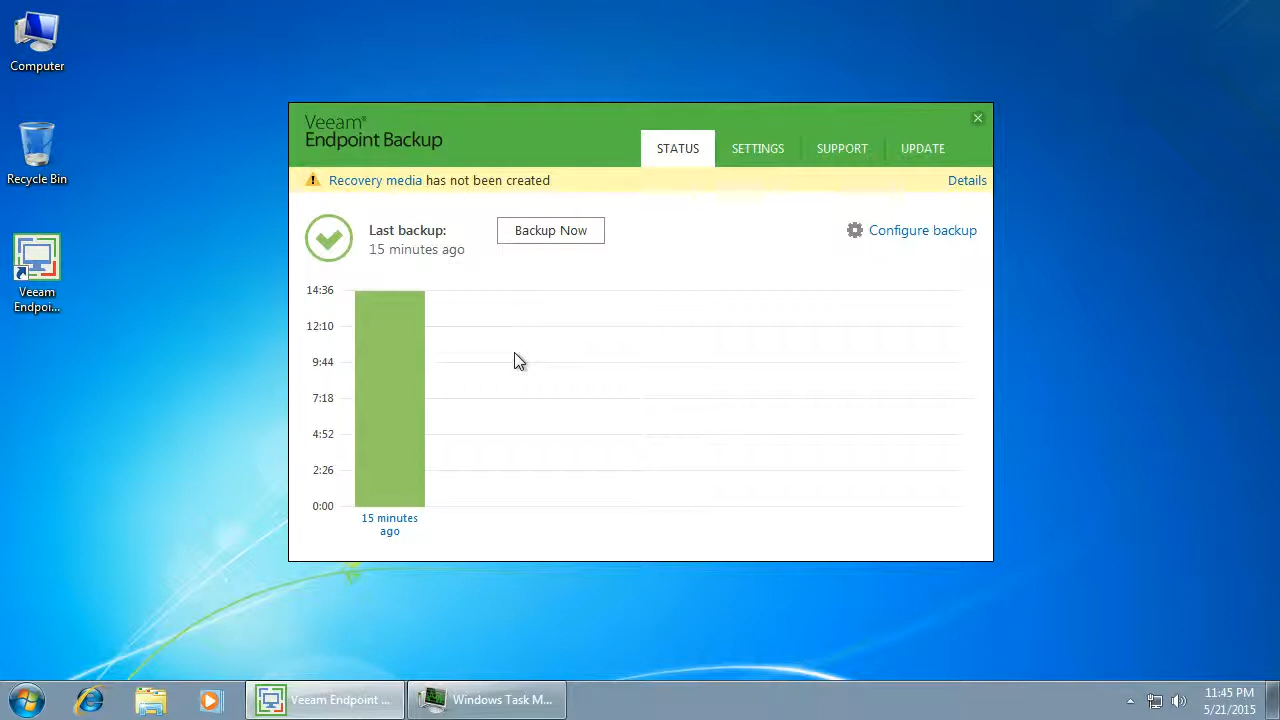 Computer
Recycle Bin
Veeam
Endpoi...
Veeam®
Endpoint Backup
STATUS
SETTINGS
SUPPORT
UPDATE
Recovery media has not been created
Details
Last backup:
15 minutes ago
Backup Now
Configure backup
14:36
12:10
9:44
7:18
4:52
2:26
0:00
15 minutes
ago
Veeam Endpoint ...
Windows Task M...
11:45 PM
5/21/2015